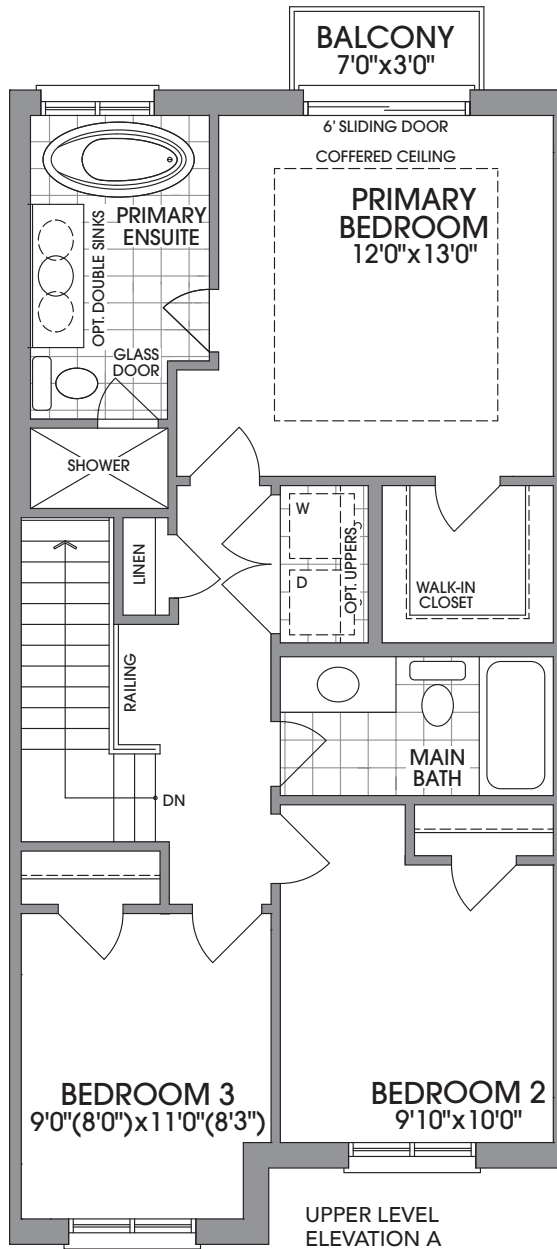 BALCONY
7'0"x3'0"
6' SLIDING DOOR
COFFERED CEILING
PRIMARY
BEDROOM
12'0"x13'0"
PRIMARY
ENSUITE
OPT. DOUBLE SINKS
GLASS
DOOR
SHOWER
LINEN
W
D
OPT. UPPERS
WALK-IN
CLOSET
RAILING
MAIN
BATH
DN
BEDROOM 3
9'0"(8'0")x11'0"(8'3")
BEDROOM 2
9'10"x10'0"
UPPER LEVEL
ELEVATION A